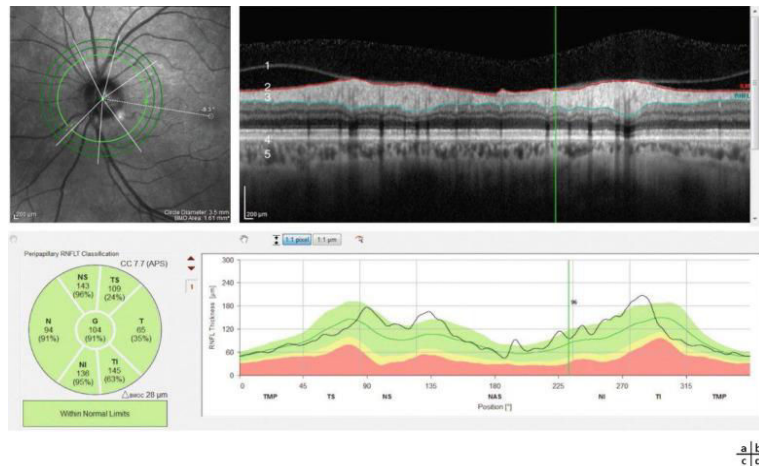 -8.1°
200 µm
Circle Diameter: 3.5 mm
BMO Area: 1.61 mm²
1
2
3
4
5
200 µm
Peripapillary RNFLT Classification
CC 7.7 (APS)
NS
143
(96%)
TS
109
(24%)
N
94
(91%)
G
104
(91%)
T
65
(35%)
NI
136
(95%)
TI
145
(63%)
28 µm
Within Normal Limits
1:1 pixel
1:1 µm
RNFL Thickness [µm]
300
240
180
120
60
0
96
0
45
90
135
180
225
270
315
TMP
TS
NS
NAS
NI
TI
TMP
Position [°]
a b
c d